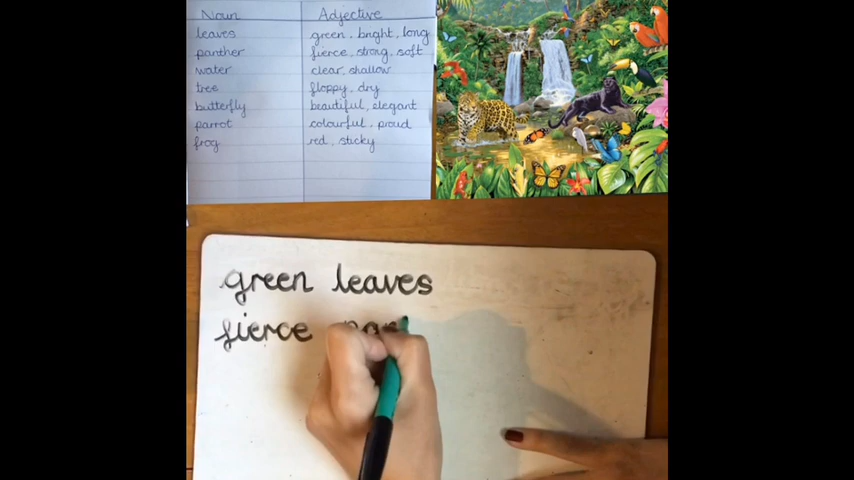 Noun Adjective
leaves green, bright, long
panther fierce, strong, soft
water clear, shallow
tree floppy, dry
butterfly beautiful, elegant
parrot colourful, proud
frog red, sticky
green leaves
fierce